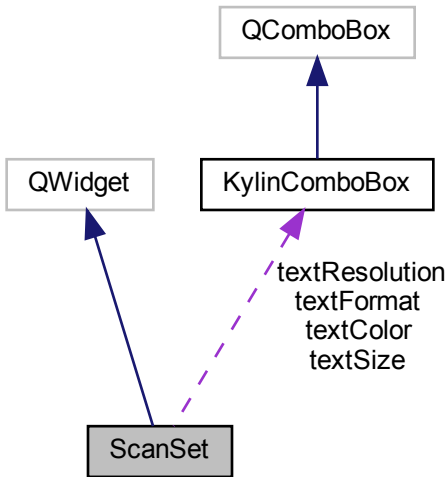 QComboBox
QWidget
KylinComboBox
textResolution
textFormat
textColor
textSize
ScanSet